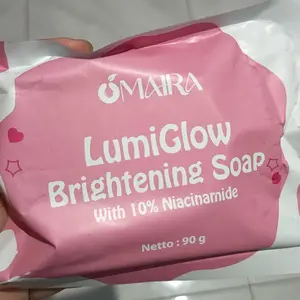 OMAIRA
LumiGlow
Brightening Soap
With 10% Niacinamide
Netto : 90 g